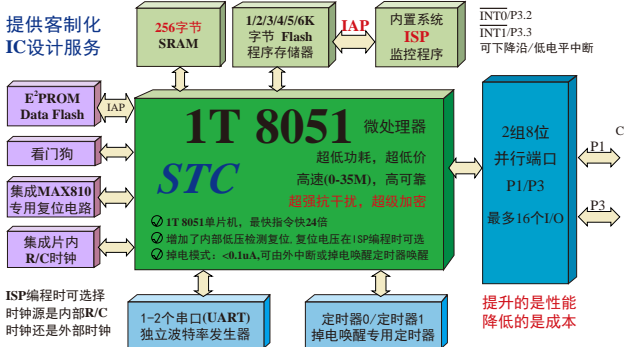 提供客制化
IC设计服务
256字节
SRAM
1/2/3/4/5/6K
字节 Flash
程序存储器
IAP
内置系统
ISP
监控程序
INT0/P3.2
INT1/P3.3
可下降沿/低电平中断
E²PROM
Data Flash
IAP
看门狗
集成MAX810
专用复位电路
集成片内
R/C时钟
1T 8051 微处理器
STC
超低功耗，超低价
高速(0-35M)，高可靠
超强抗干扰，超级加密
1T 8051单片机，最快指令快24倍
增加了内部低压检测复位. 复位电压在ISP编程时可选
掉电模式：<0.1uA,可由外中断或掉电唤醒定时器唤醒
2组8位
并行端口
P1/P3
最多16个I/O
C
P1
P3
ISP编程时可选择
时钟源是内部R/C
时钟还是外部时钟
1-2个串口(UART)
独立波特率发生器
定时器0/定时器1
掉电唤醒专用定时器
提升的是性能
降低的是成本